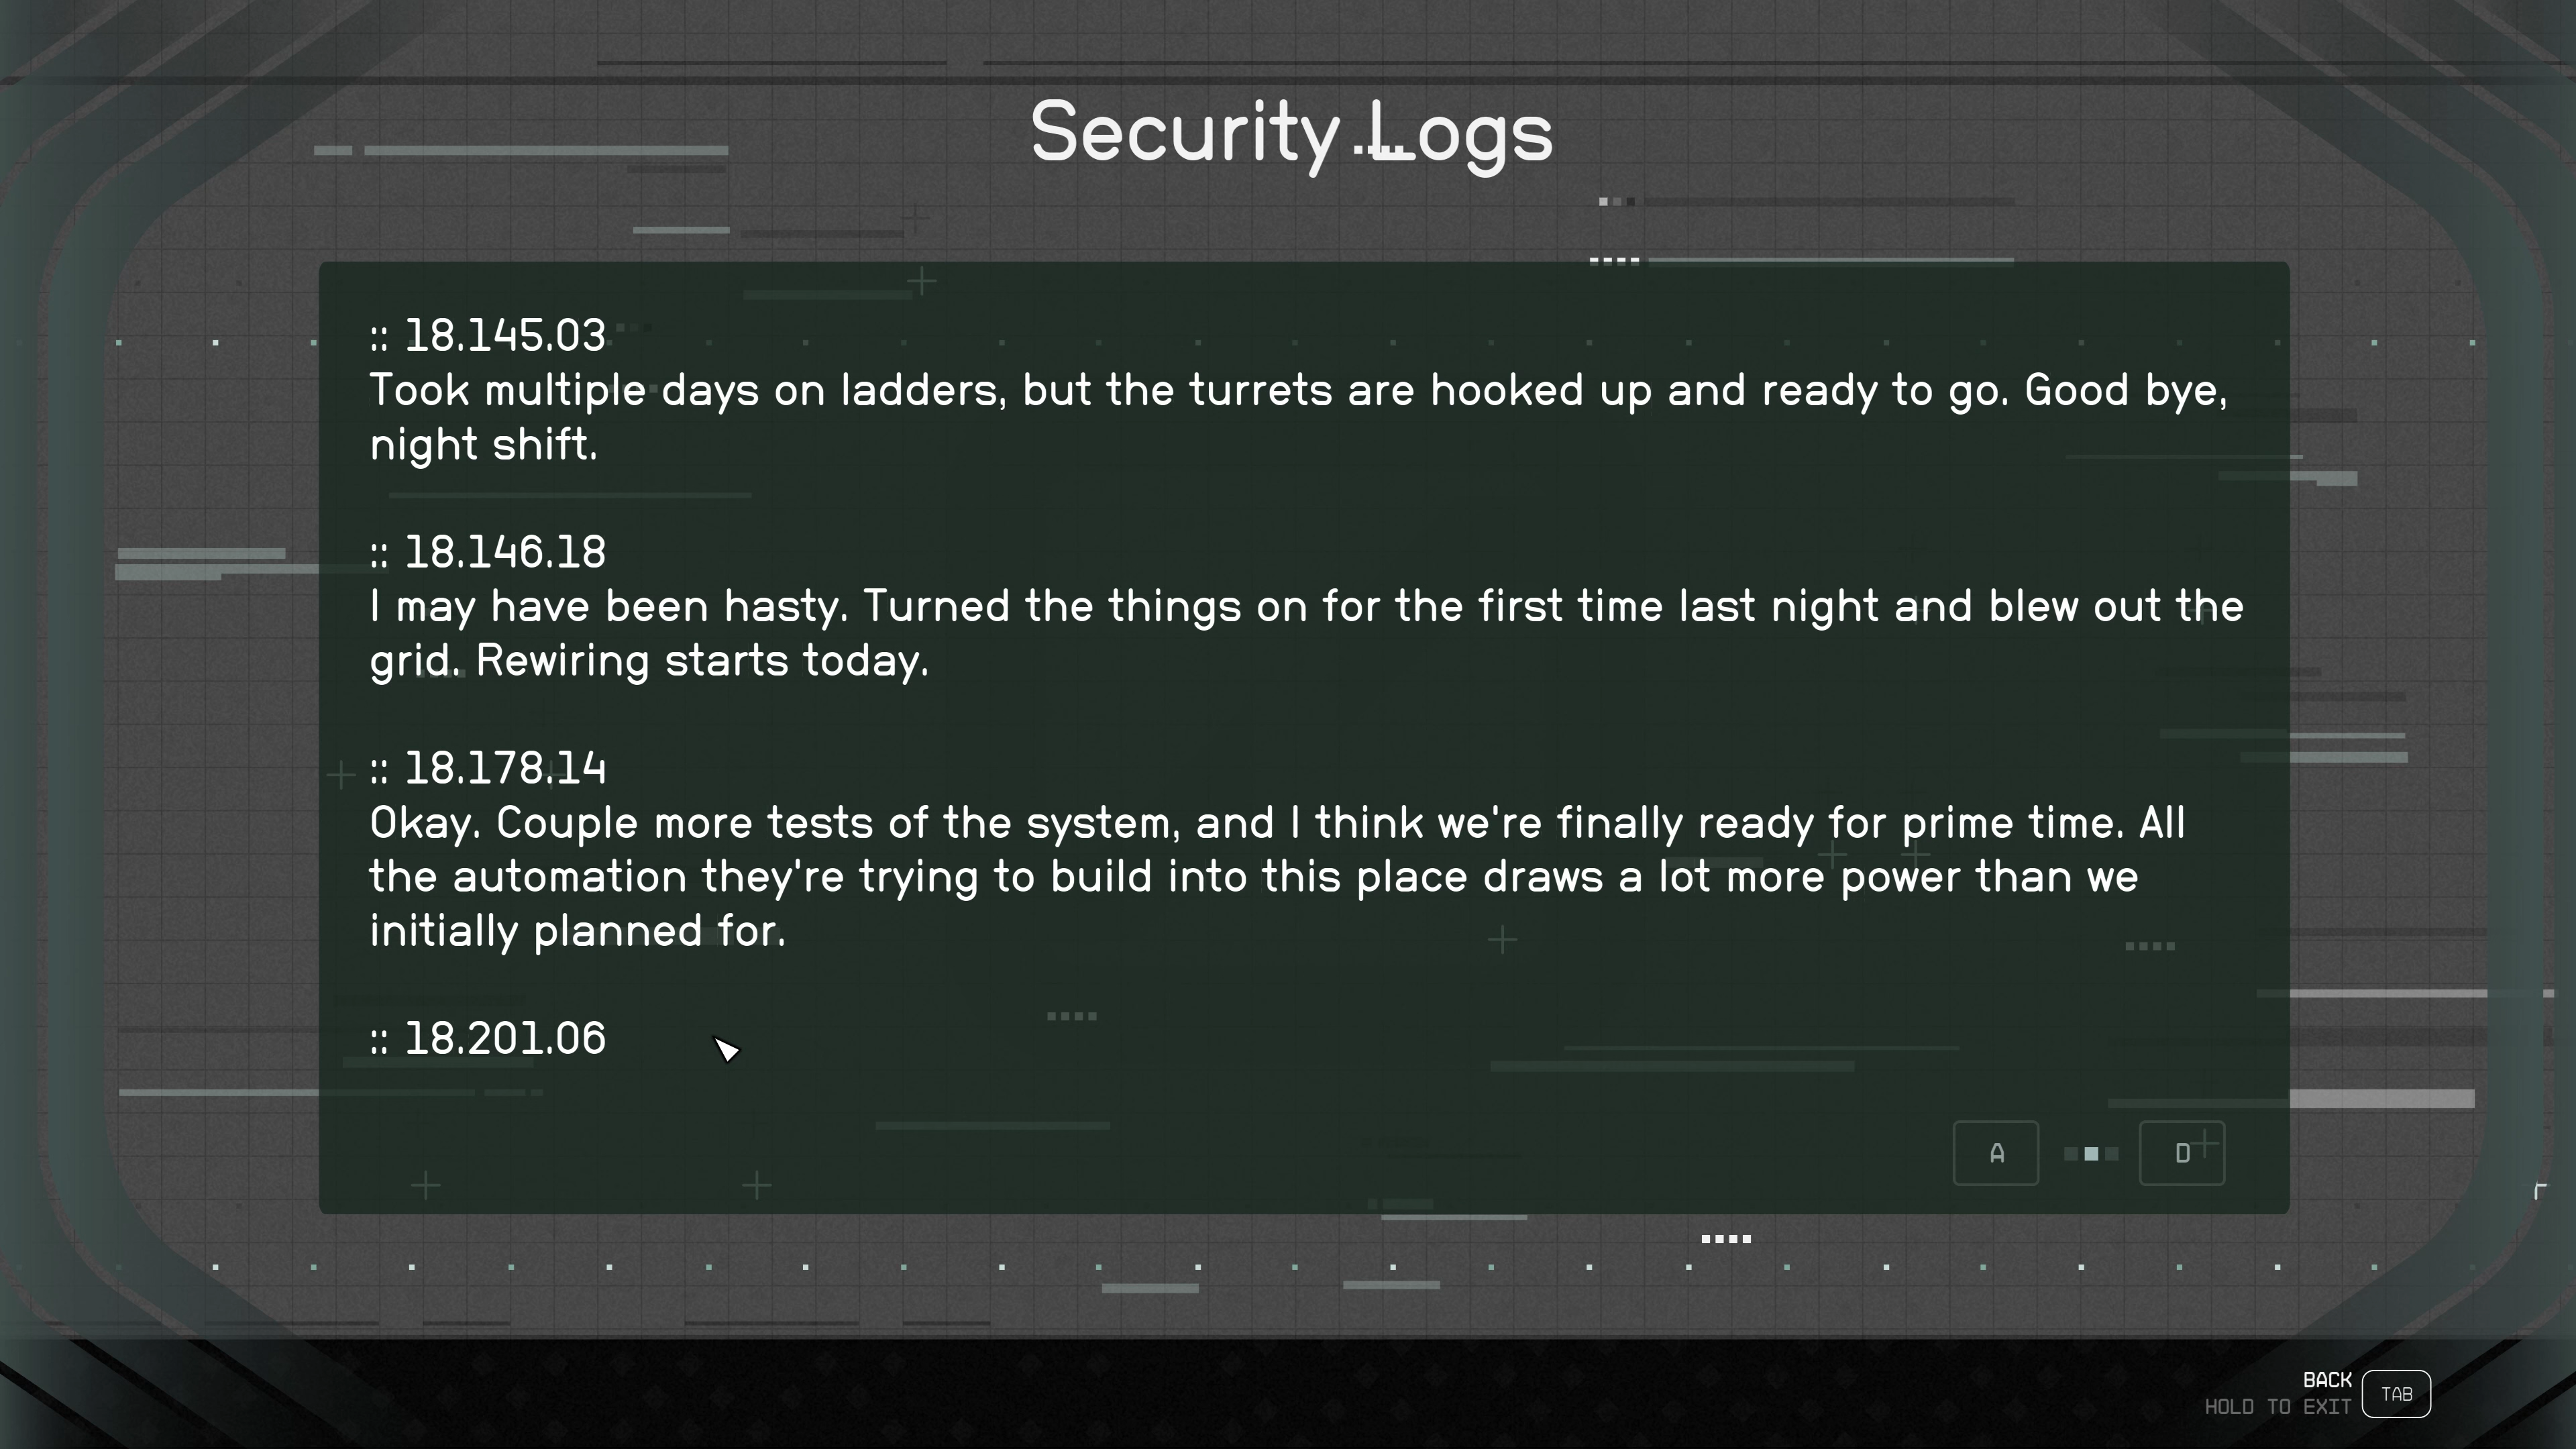 Security Logs
:: 18.145.03
Took multiple days on ladders, but the turrets are hooked up and ready to go. Good bye,
night shift.
:: 18.146.18
I may have been hasty. Turned the things on for the first time last night and blew out the
grid. Rewiring starts today.
:: 18.178.14
Okay. Couple more tests of the system, and I think we're finally ready for prime time. All
the automation they're trying to build into this place draws a lot more power than we
initially planned for.
:: 18.201.06
A
D
BACK
HOLD TO EXIT
TAB